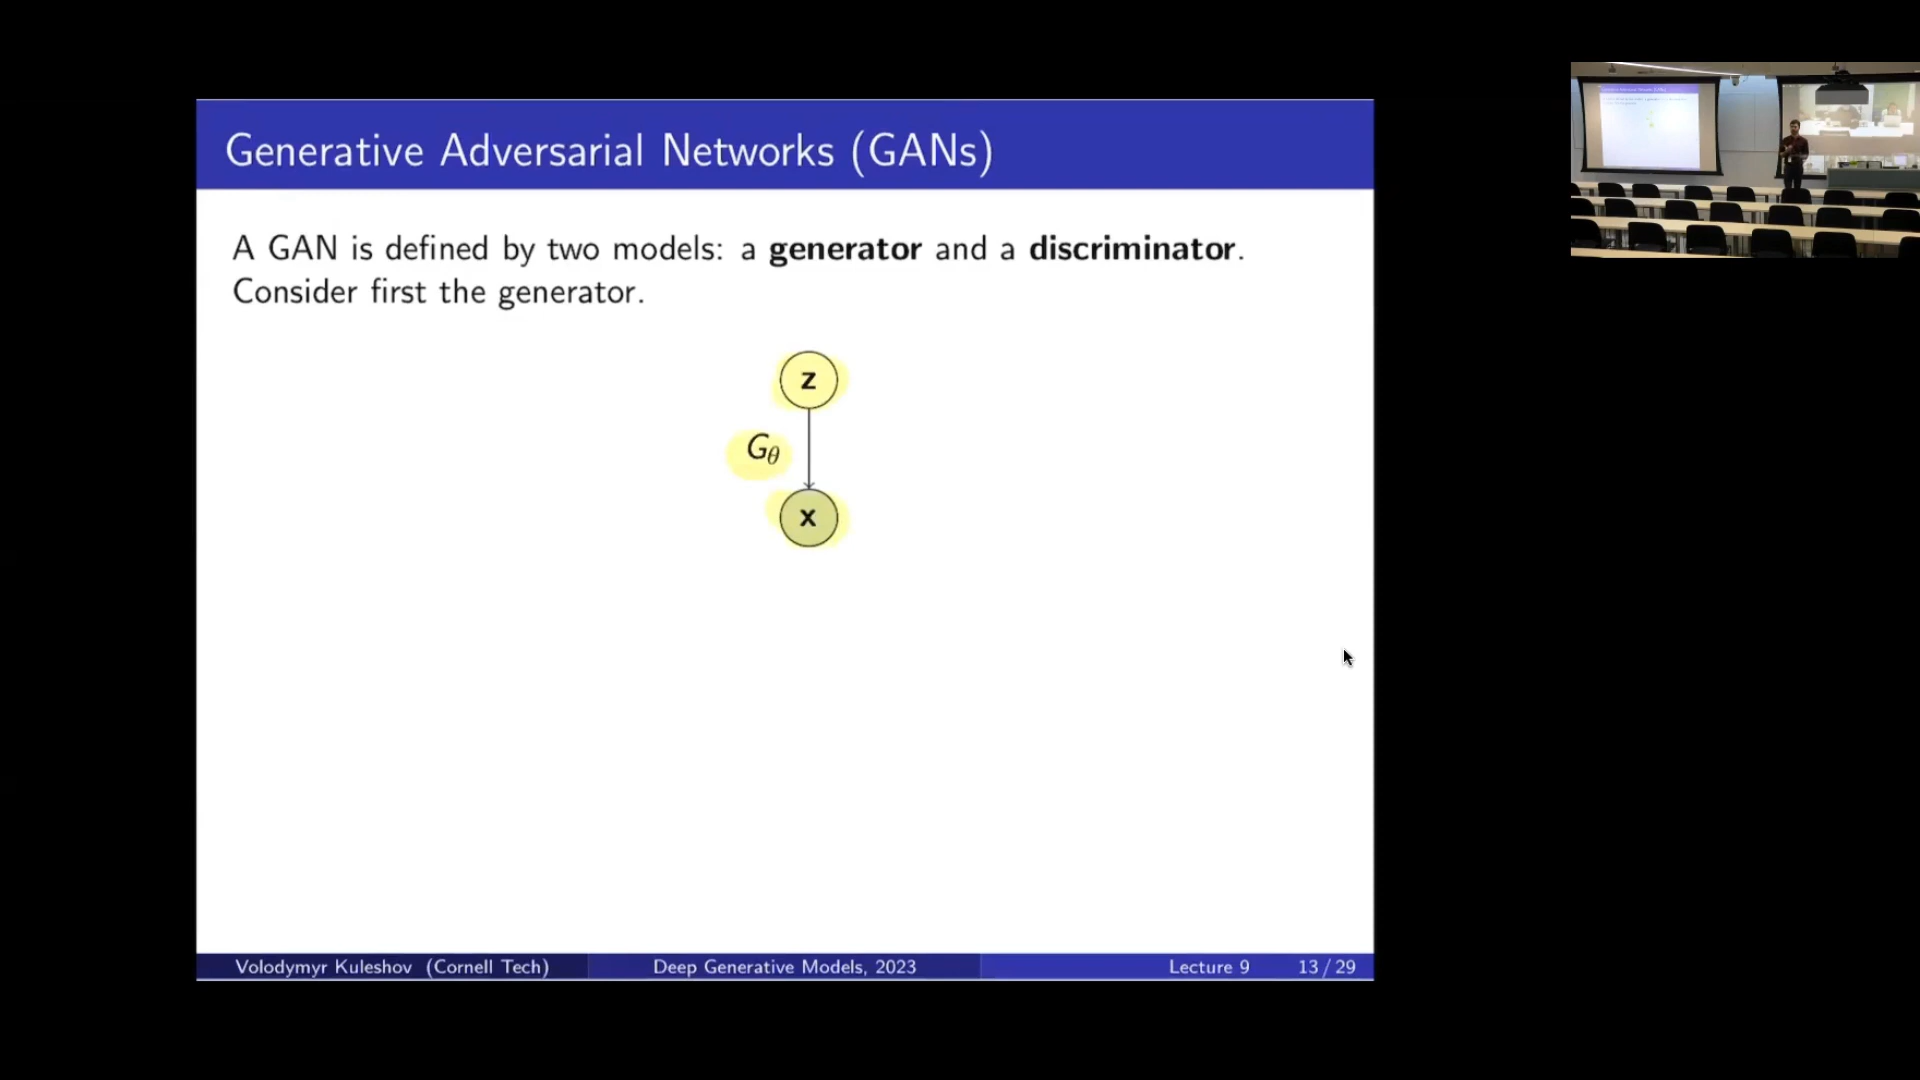 Generative Adversarial Networks (GANs)
A GAN is defined by two models: a generator and a discriminator.
Consider first the generator.
z
Gθ
x
Volodymyr Kuleshov (Cornell Tech) Deep Generative Models, 2023 Lecture 9 13 / 29